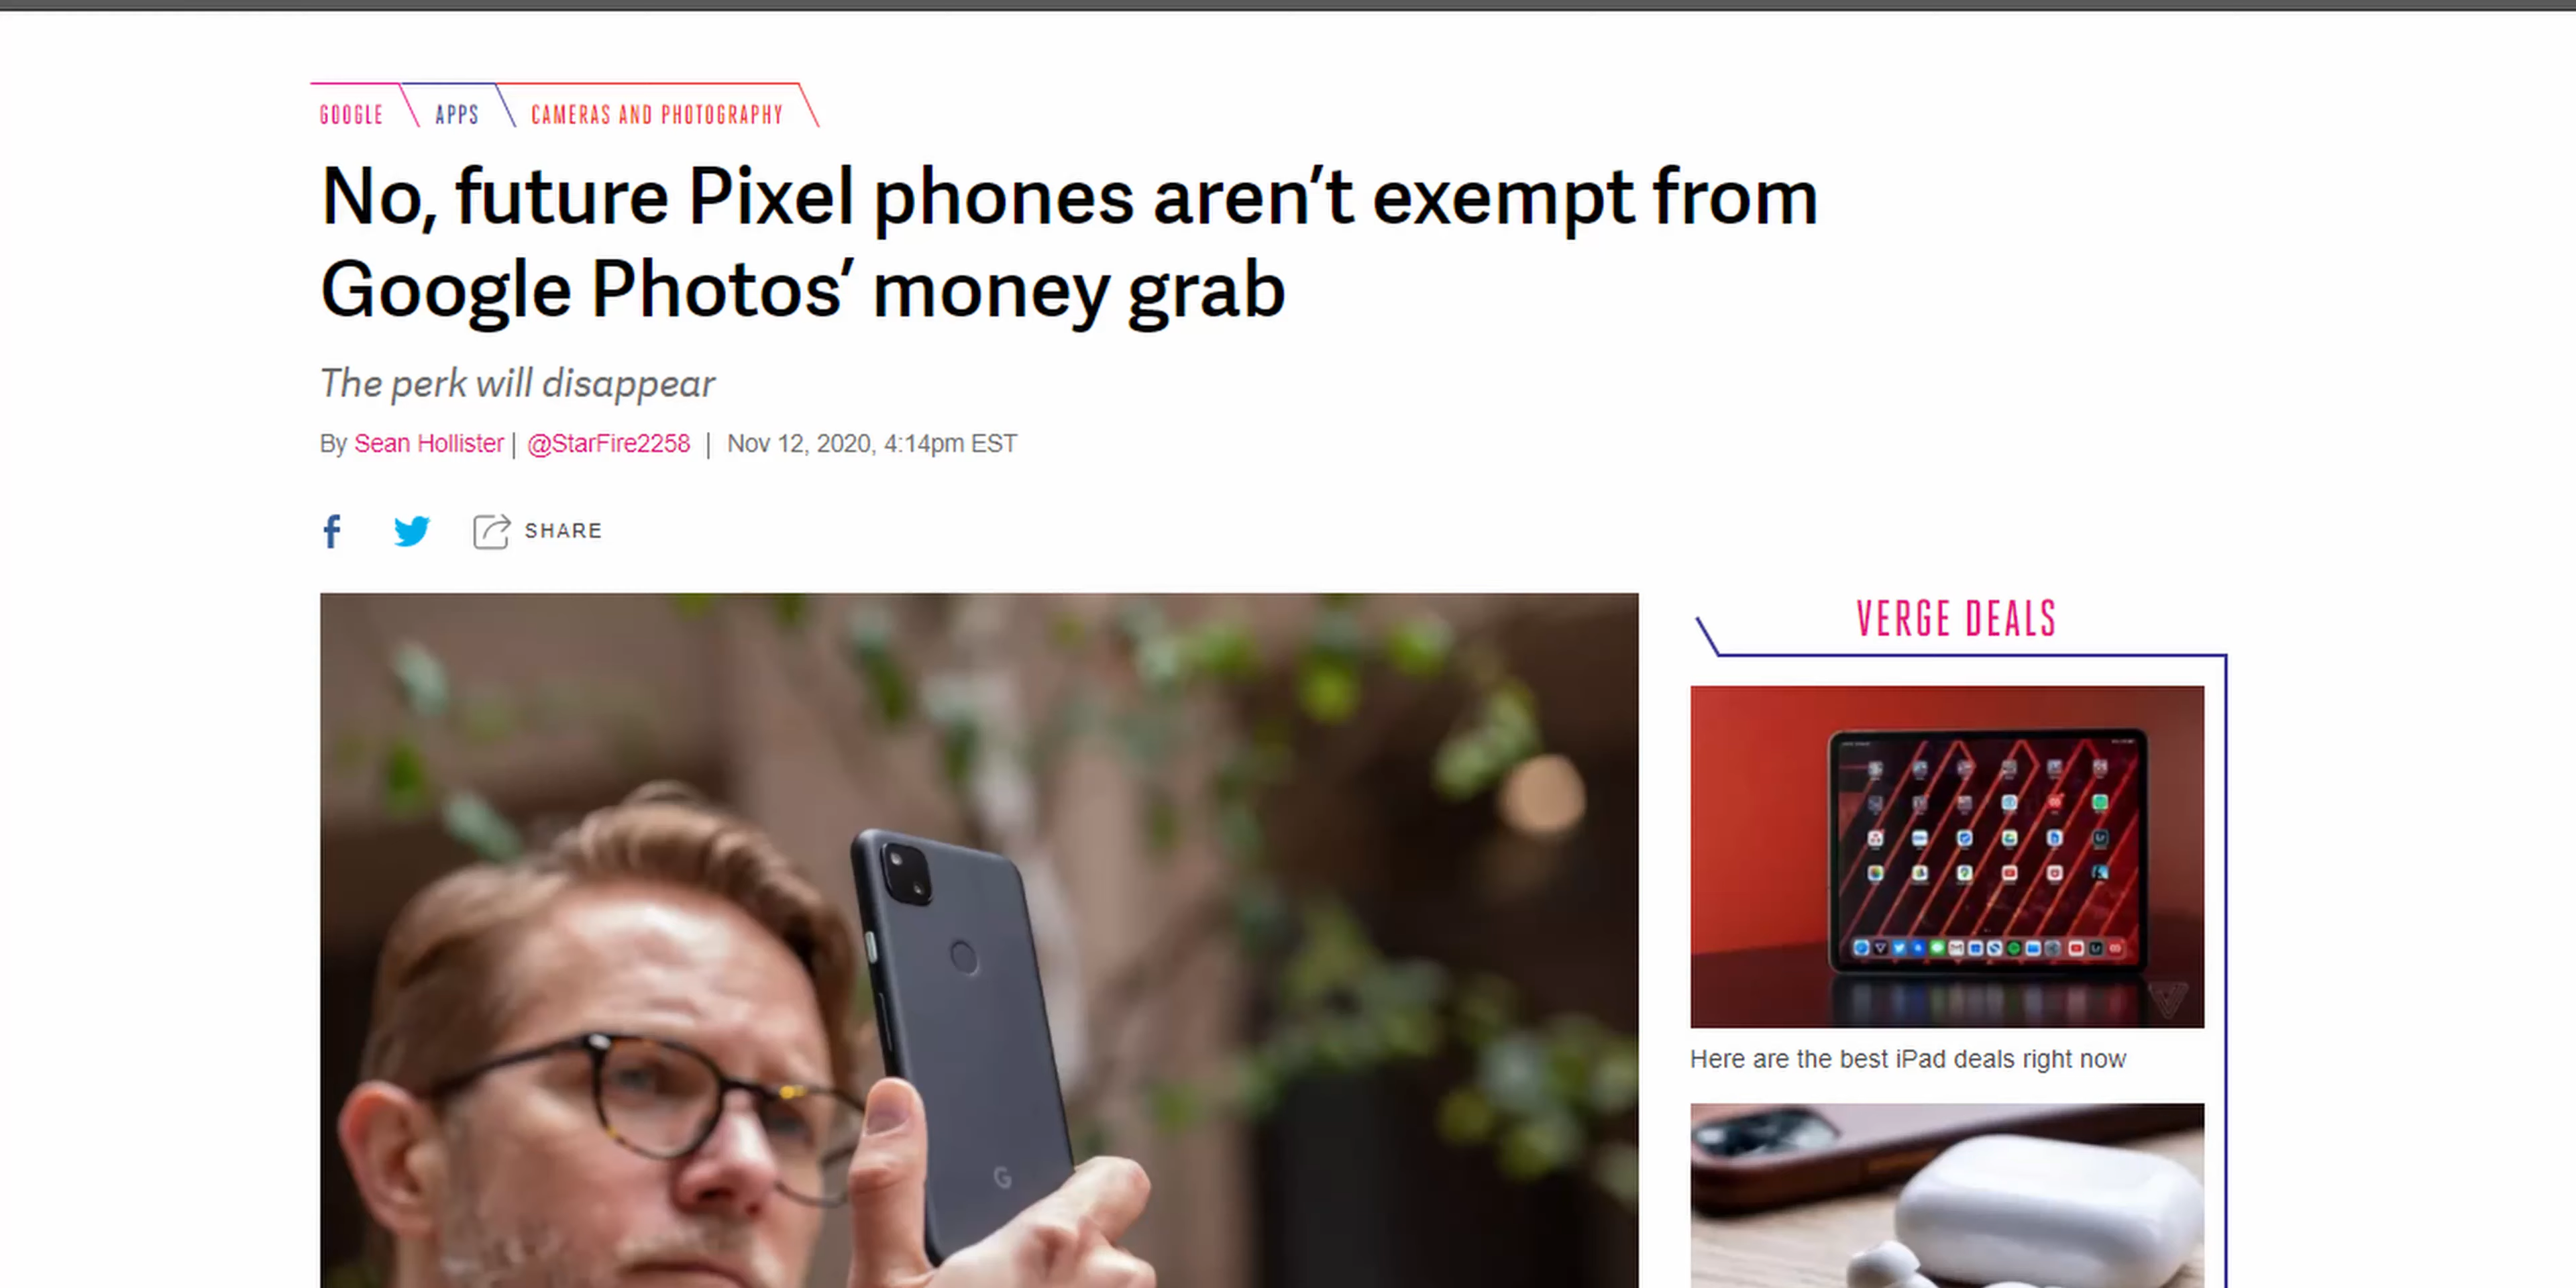 GOOGLE APPS CAMERAS AND PHOTOGRAPHY
No, future Pixel phones aren’t exempt from
Google Photos’ money grab
The perk will disappear
By Sean Hollister | @StarFire2258 | Nov 12, 2020, 4:14pm EST
SHARE
VERGE DEALS
G
Here are the best iPad deals right now